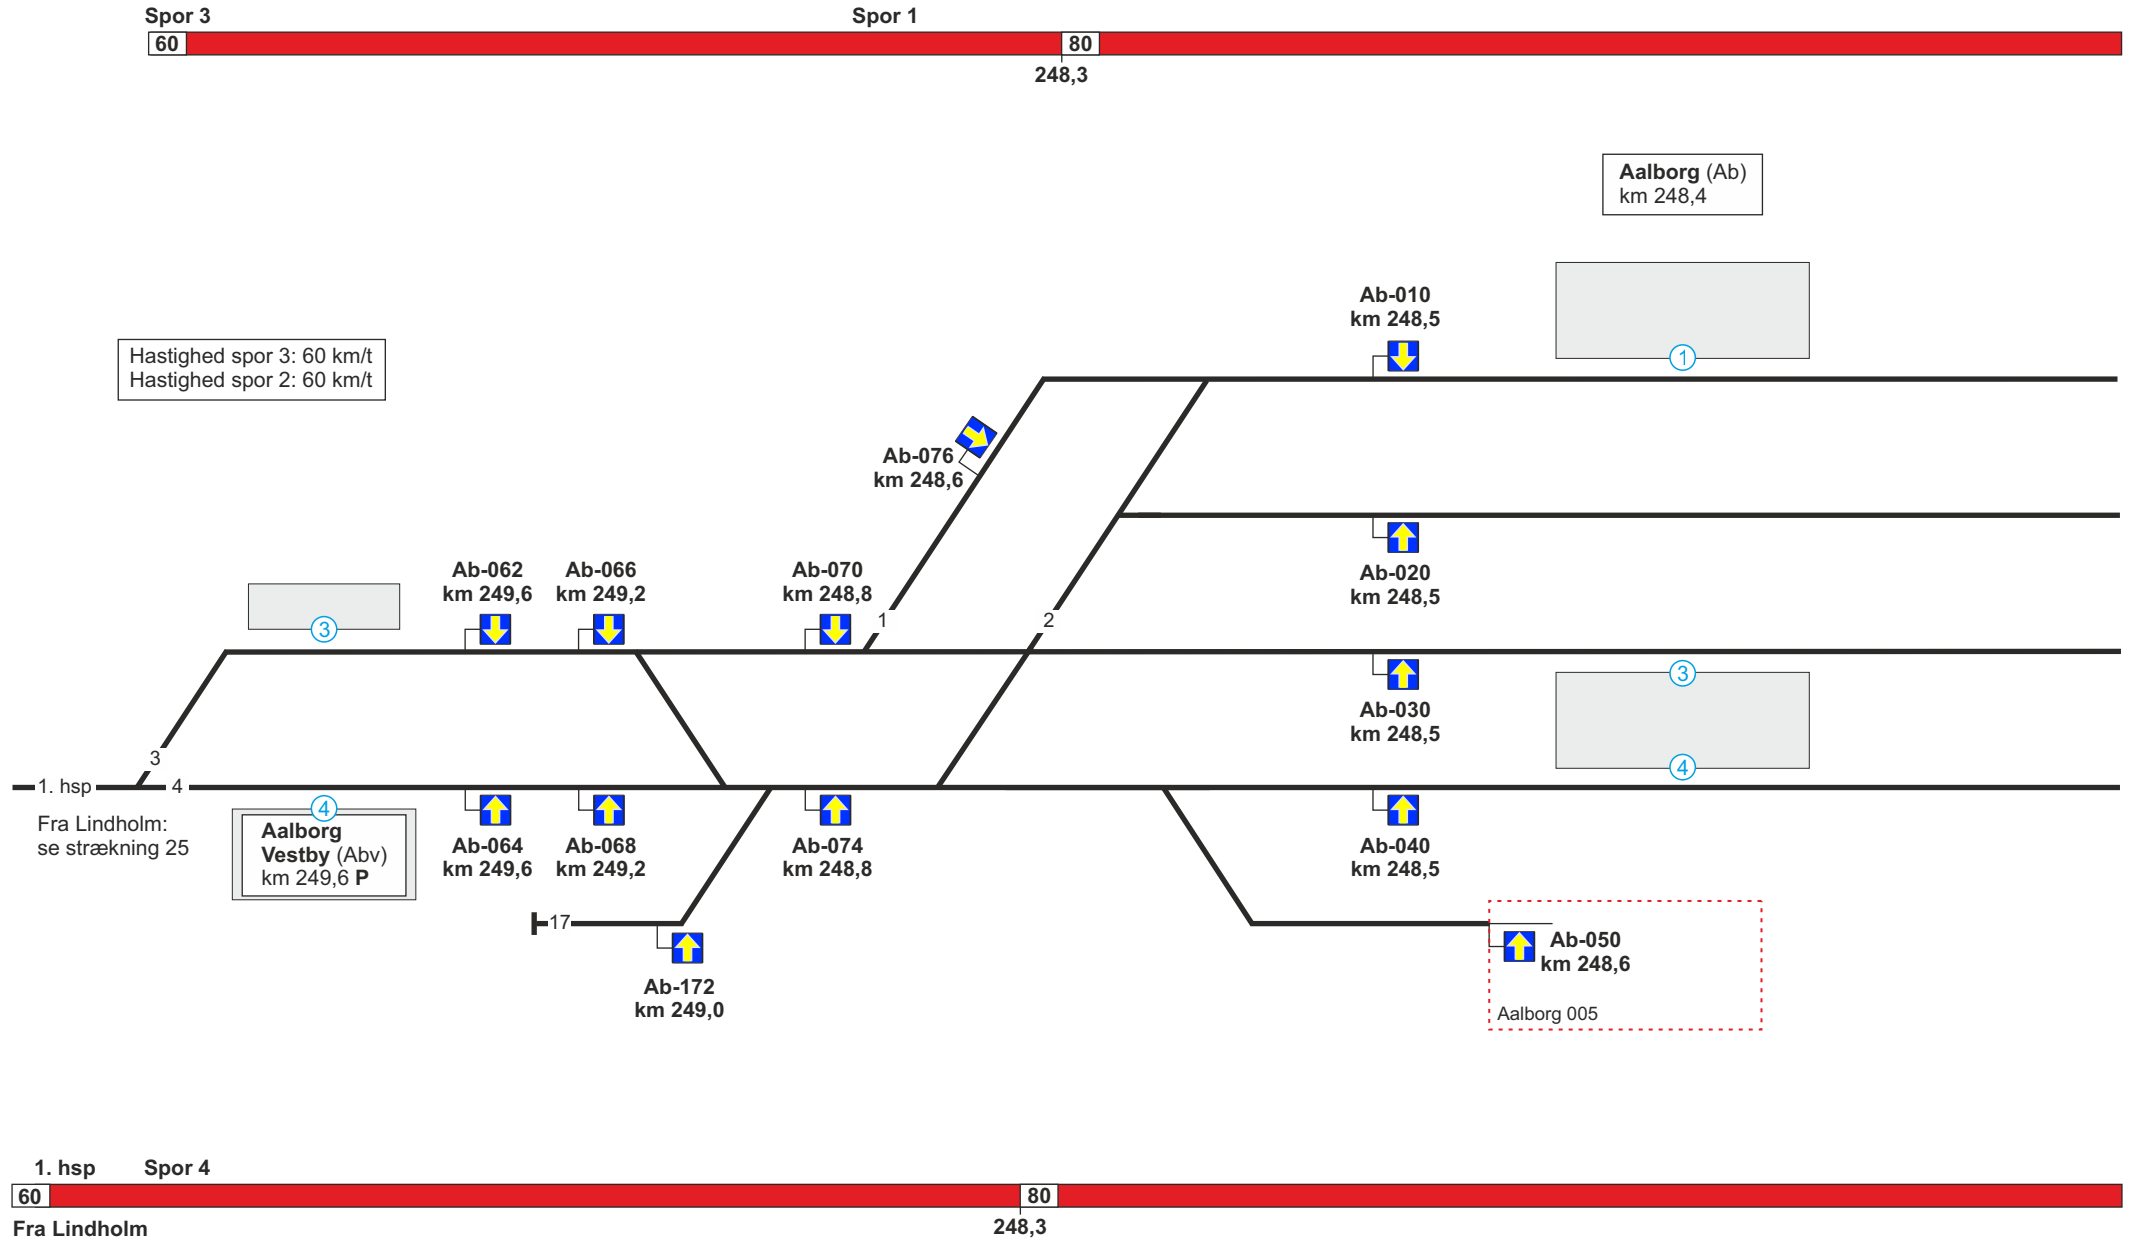 Spor 3
Spor 1
60
80
248,3
Aalborg (Ab)
km 248,4
Ab-010
km 248,5
Hastighed spor 3: 60 km/t
Hastighed spor 2: 60 km/t
1
Ab-076
km 248,6
Ab-062
km 249,6
Ab-066
km 249,2
Ab-070
km 248,8
Ab-020
km 248,5
3
1
2
3
Ab-030
km 248,5
3
4
1. hsp
4
4
Fra Lindholm:
se strækning 25
Aalborg
Vestby (Abv)
km 249,6 P
Ab-064
km 249,6
Ab-068
km 249,2
Ab-074
km 248,8
Ab-040
km 248,5
17
Ab-050
km 248,6
Ab-172
km 249,0
Aalborg 005
1. hsp
Spor 4
60
80
Fra Lindholm
248,3